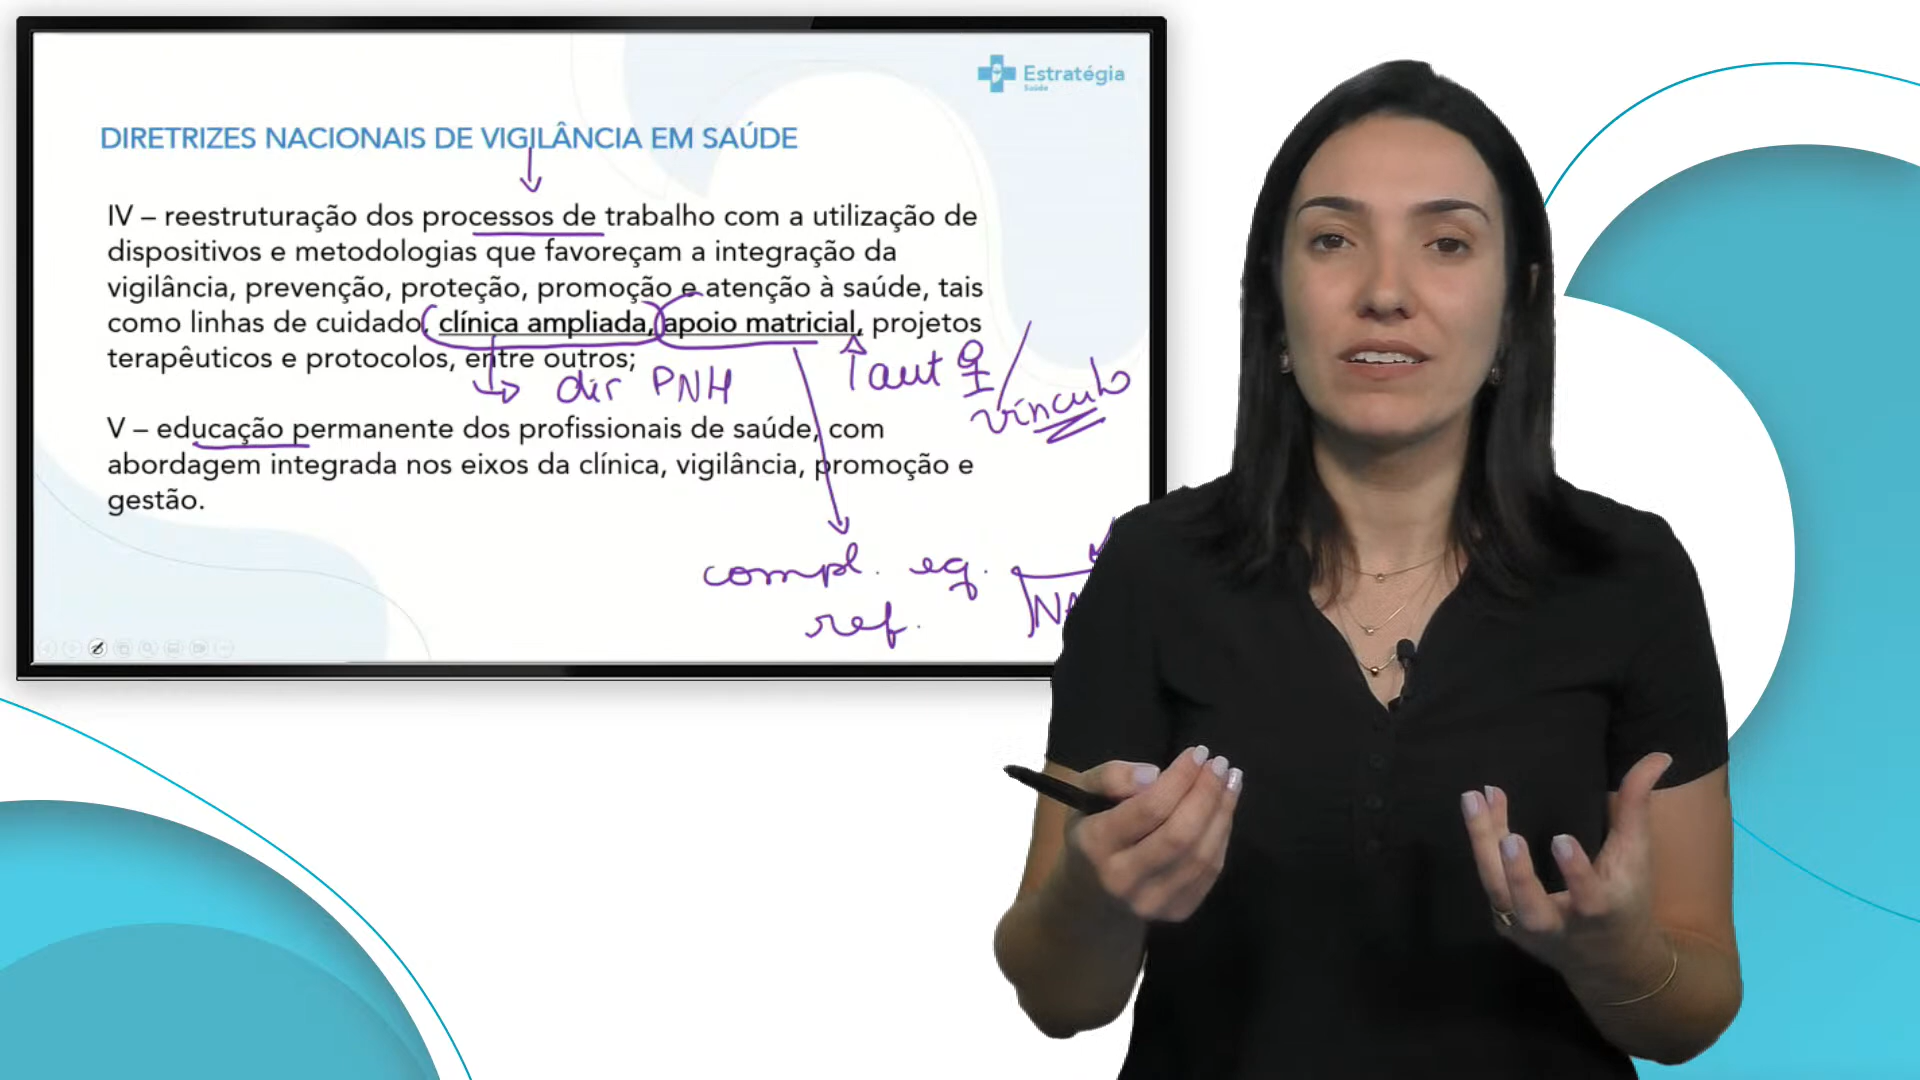 Estratégia
Saúde
DIRETRIZES NACIONAIS DE VIGILÂNCIA EM SAÚDE
IV – reestruturação dos processos de trabalho com a utilização de
dispositivos e metodologias que favoreçam a integração da
vigilância, prevenção, proteção, promoção e atenção à saúde, tais
como linhas de cuidado, clínica ampliada, apoio matricial, projetos
terapêuticos e protocolos, entre outros;
dir PNH
aut
vínculo
V – educação permanente dos profissionais de saúde, com
abordagem integrada nos eixos da clínica, vigilância, promoção e
gestão.
compl. eq.
ref.